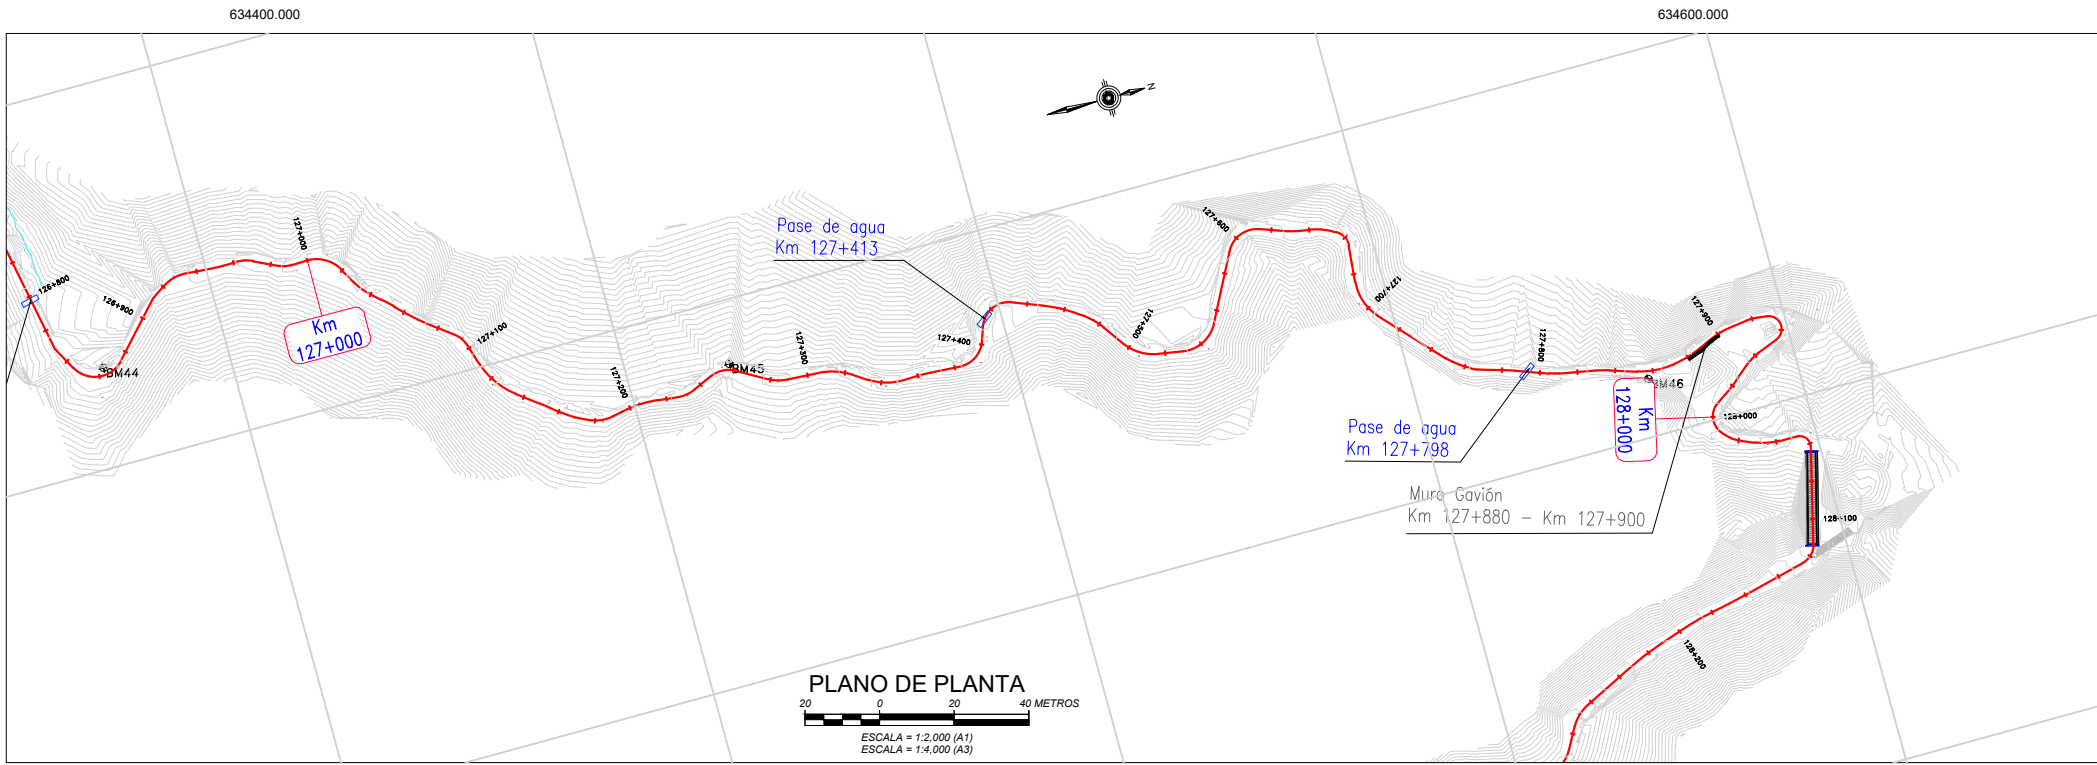 634400.000
634600.000
N
Pase de agua
Km 127+413
126+800
126+900
127+000
Km
127+000
BM44
127+100
127+200
BM45
127+300
127+400
127+500
127+600
127+700
127+800
127+900
BM46
Km
128+000
128+000
Pase de agua
Km 127+798
Muro Gavión
Km 127+880 - Km 127+900
128+100
128+200
PLANO DE PLANTA
20 0 20 40 METROS
ESCALA = 1:2,000 (A1)
ESCALA = 1:4,000 (A3)